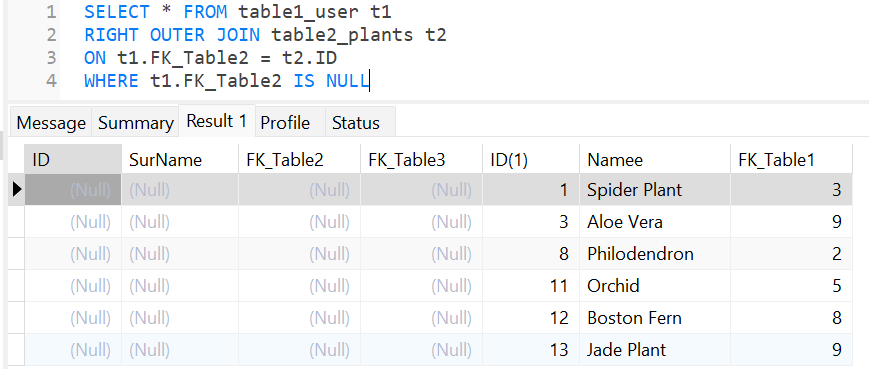 1 SELECT * FROM table1_user t1
2 RIGHT OUTER JOIN table2_plants t2
3 ON t1.FK_Table2 = t2.ID
4 WHERE t1.FK_Table2 IS NULL
Message Summary Result 1 Profile Status
ID SurName FK_Table2 FK_Table3 ID(1) Namee FK_Table1
(Null) (Null) (Null) (Null) 1 Spider Plant 3
(Null) (Null) (Null) (Null) 3 Aloe Vera 9
(Null) (Null) (Null) (Null) 8 Philodendron 2
(Null) (Null) (Null) (Null) 11 Orchid 5
(Null) (Null) (Null) (Null) 12 Boston Fern 8
(Null) (Null) (Null) (Null) 13 Jade Plant 9